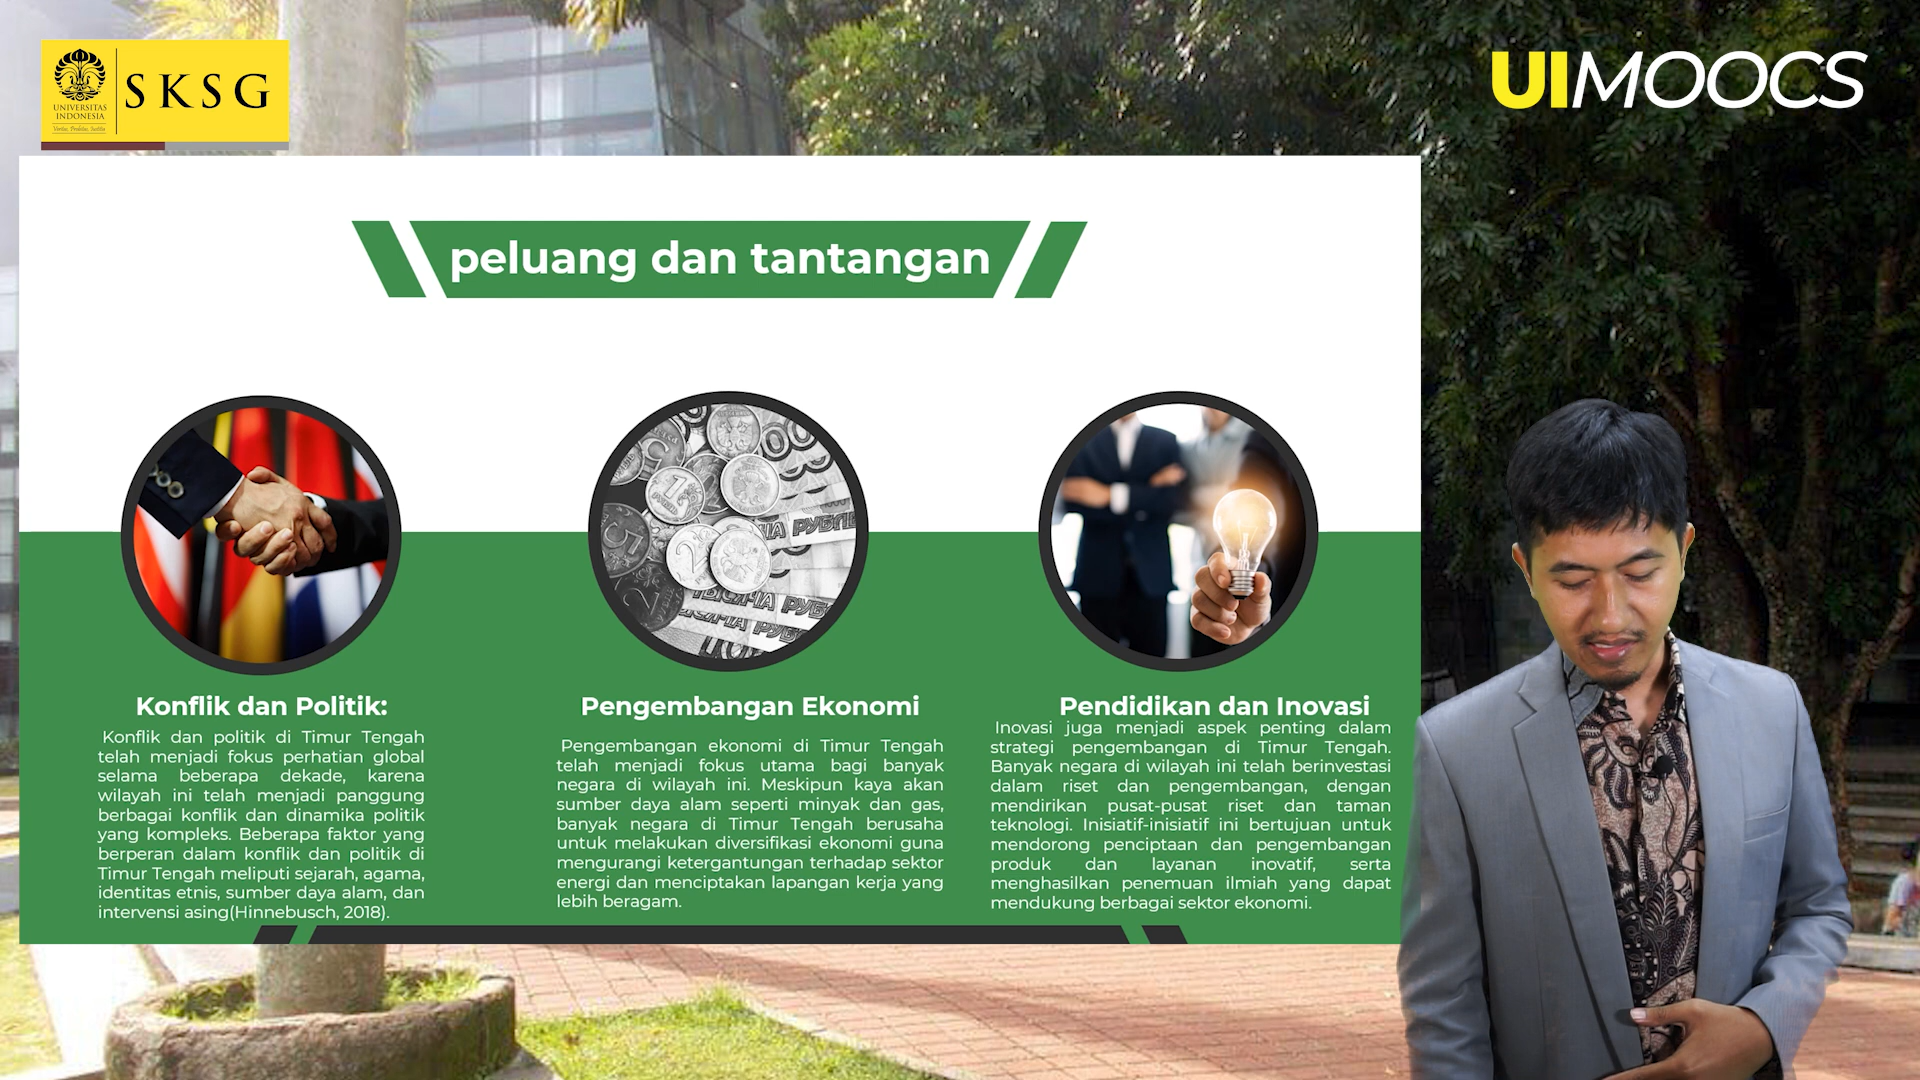 UNIVERSITAS
INDONESIA
Veritas, Probitas, Iustitia
SKSG
UIMOOCS
peluang dan tantangan
Konflik dan Politik:
Konflik dan politik di Timur Tengah
telah menjadi fokus perhatian global
selama beberapa dekade, karena
wilayah ini telah menjadi panggung
berbagai konflik dan dinamika politik
yang kompleks. Beberapa faktor yang
berperan dalam konflik dan politik di
Timur Tengah meliputi sejarah, agama,
identitas etnis, sumber daya alam, dan
intervensi asing(Hinnebusch, 2018).
Pengembangan Ekonomi
Pengembangan ekonomi di Timur Tengah
telah menjadi fokus utama bagi banyak
negara di wilayah ini. Meskipun kaya akan
sumber daya alam seperti minyak dan gas,
banyak negara di Timur Tengah berusaha
untuk melakukan diversifikasi ekonomi guna
mengurangi ketergantungan terhadap sektor
energi dan menciptakan lapangan kerja yang
lebih beragam.
Pendidikan dan Inovasi
Inovasi juga menjadi aspek penting dalam
strategi pengembangan di Timur Tengah.
Banyak negara di wilayah ini telah berinvestasi
dalam riset dan pengembangan, dengan
mendirikan pusat-pusat riset dan taman
teknologi. Inisiatif-inisiatif ini bertujuan untuk
mendorong penciptaan dan pengembangan
produk dan layanan inovatif, serta
menghasilkan penemuan ilmiah yang dapat
mendukung berbagai sektor ekonomi.